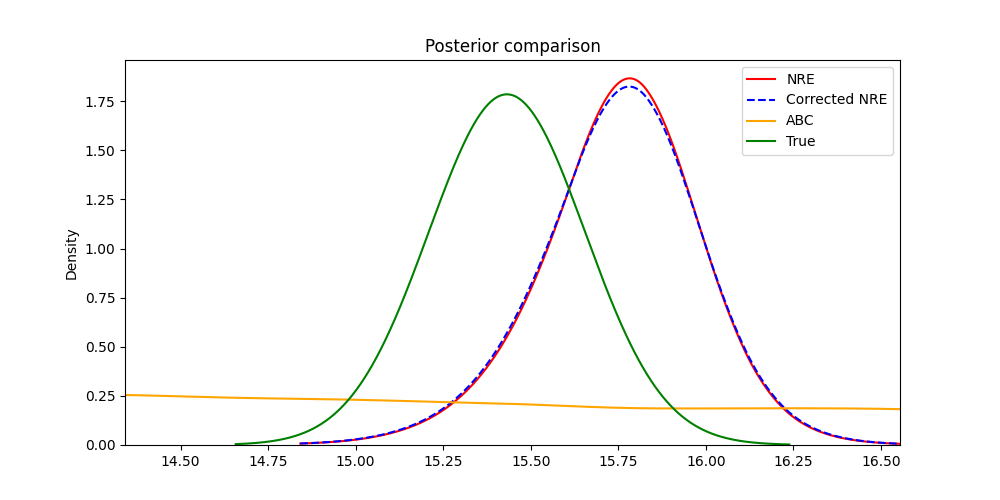 Posterior comparison
NRE
Corrected NRE
ABC
True
Density
1.75
1.50
1.25
1.00
0.75
0.50
0.25
0.00
14.50 14.75 15.00 15.25 15.50 15.75 16.00 16.25 16.50